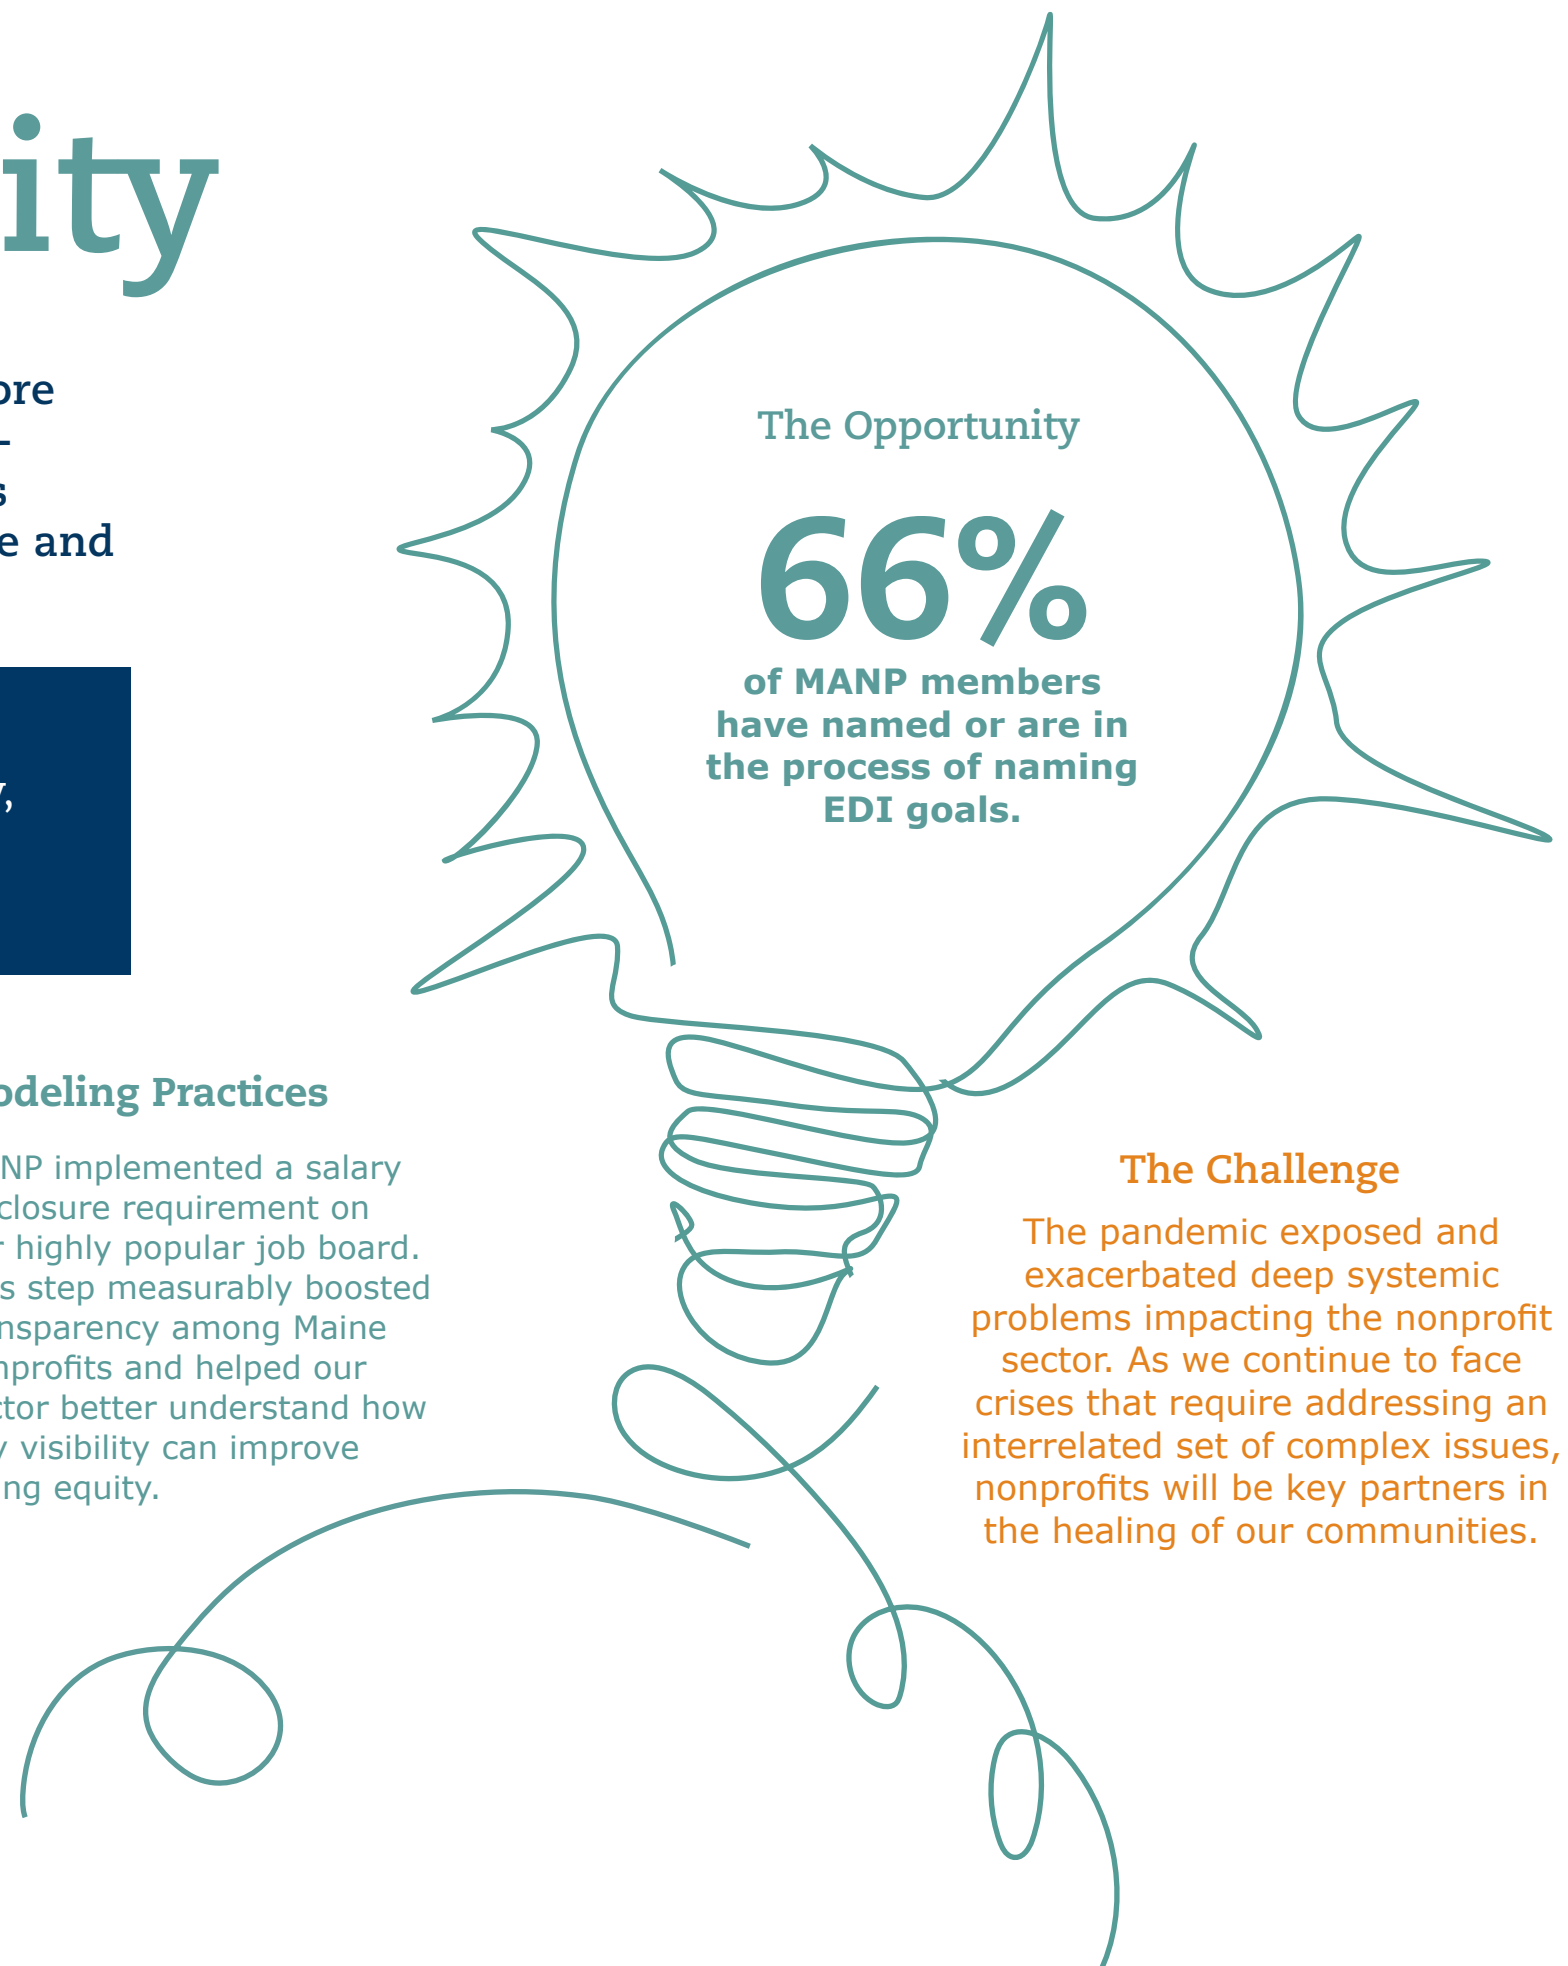 ity
ore
-
s
e and
y,
The Opportunity
66%
of MANP members
have named or are in
the process of naming
EDI goals.
odeling Practices
NP implemented a salary
closure requirement on
r highly popular job board.
s step measurably boosted
nsparency among Maine
nprofits and helped our
ctor better understand how
y visibility can improve
ng equity.
The Challenge
The pandemic exposed and
exacerbated deep systemic
problems impacting the nonprofit
sector. As we continue to face
crises that require addressing an
interrelated set of complex issues,
nonprofits will be key partners in
the healing of our communities.